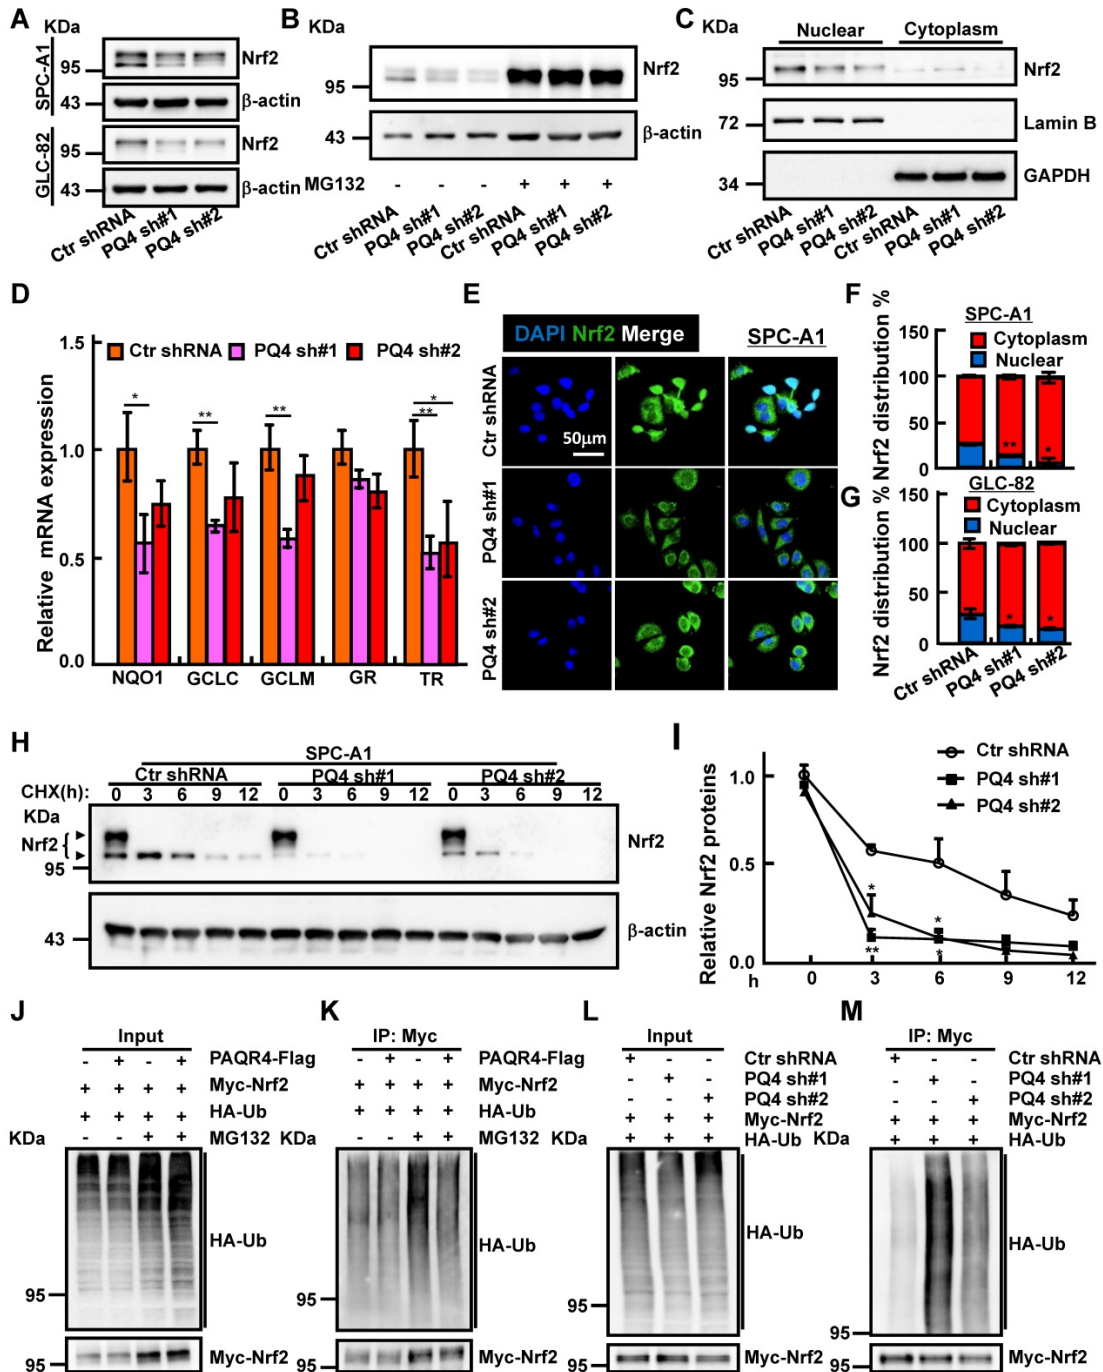 A
KDa
SPC-A1
95
Nrf2
43
β-actin
GLC-82
95
Nrf2
43
β-actin
Ctr shRNA
PQ4 sh#1
PQ4 sh#2
B
KDa
95
Nrf2
43
β-actin
MG132 - - - + + +
Ctr shRNA
PQ4 sh#1
PQ4 sh#2
Ctr shRNA
PQ4 sh#1
PQ4 sh#2
C
KDa
Nuclear Cytoplasm
95
Nrf2
72
Lamin B
34
GAPDH
Ctr shRNA
PQ4 sh#1
PQ4 sh#2
Ctr shRNA
PQ4 sh#1
PQ4 sh#2
D
Relative mRNA expression
1.5
1.0
0.5
0.0
Ctr shRNA PQ4 sh#1 PQ4 sh#2
* ** ** * **
NQO1 GCLC GCLM GR TR
E
DAPI Nrf2 Merge
SPC-A1
Ctr shRNA
50μm
PQ4 sh#1
PQ4 sh#2
F
Nrf2 distribution %
SPC-A1
150
100
50
0
Cytoplasm
Nuclear
** *
G
Nrf2 distribution %
GLC-82
150
100
50
0
Cytoplasm
Nuclear
* *
Ctr shRNA
PQ4 sh#1
PQ4 sh#2
H
SPC-A1
Ctr shRNA PQ4 sh#1 PQ4 sh#2
CHX(h): 0 3 6 9 12 0 3 6 9 12 0 3 6 9 12
KDa
Nrf2 {
95
Nrf2
43
β-actin
I
Relative Nrf2 proteins
1.0
0.5
0.0
Ctr shRNA
PQ4 sh#1
PQ4 sh#2
* *
** *
h 0 3 6 9 12
J
Input
- + - + PAQR4-Flag
+ + + + Myc-Nrf2
+ + + + HA-Ub
KDa - - + + MG132
HA-Ub
95
95
Myc-Nrf2
K
IP: Myc
- + - + PAQR4-Flag
+ + + + Myc-Nrf2
+ + + + HA-Ub
KDa - - + + MG132
HA-Ub
95
95
Myc-Nrf2
L
Input
+ - - Ctr shRNA
- + - PQ4 sh#1
- - + PQ4 sh#2
+ + + Myc-Nrf2
KDa + + + HA-Ub
HA-Ub
95
95
Myc-Nrf2
M
IP: Myc
+ - - Ctr shRNA
- + - PQ4 sh#1
- - + PQ4 sh#2
+ + + Myc-Nrf2
KDa + + + HA-Ub
HA-Ub
95
95
Myc-Nrf2